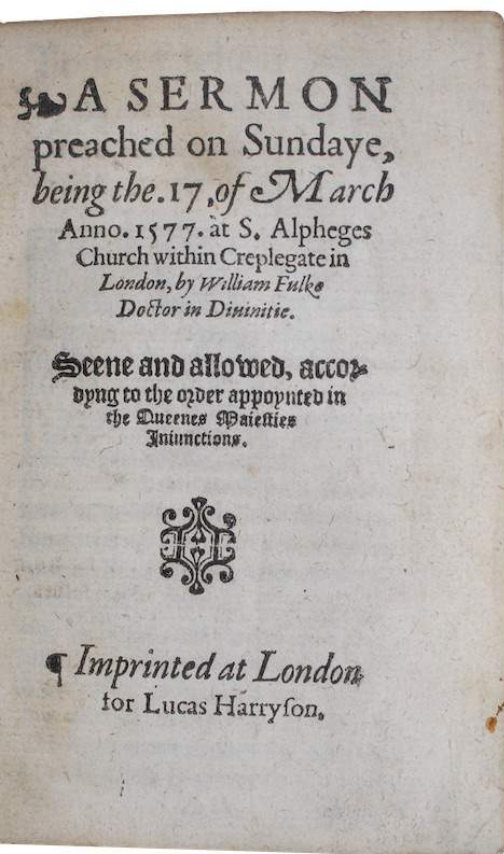 A SERMON
preached on Sundaye,
being the. 17, of March
Anno. 1577. at S. Alpheges
Church within Creplegate in
London, by William Fulke
Doctor in Diuinitie.
Seene and allowed, accor-
dyng to the order appoynted in
the Queenes Maiesties
Iniunctions.
¶ Imprinted at London
for Lucas Harryſon.